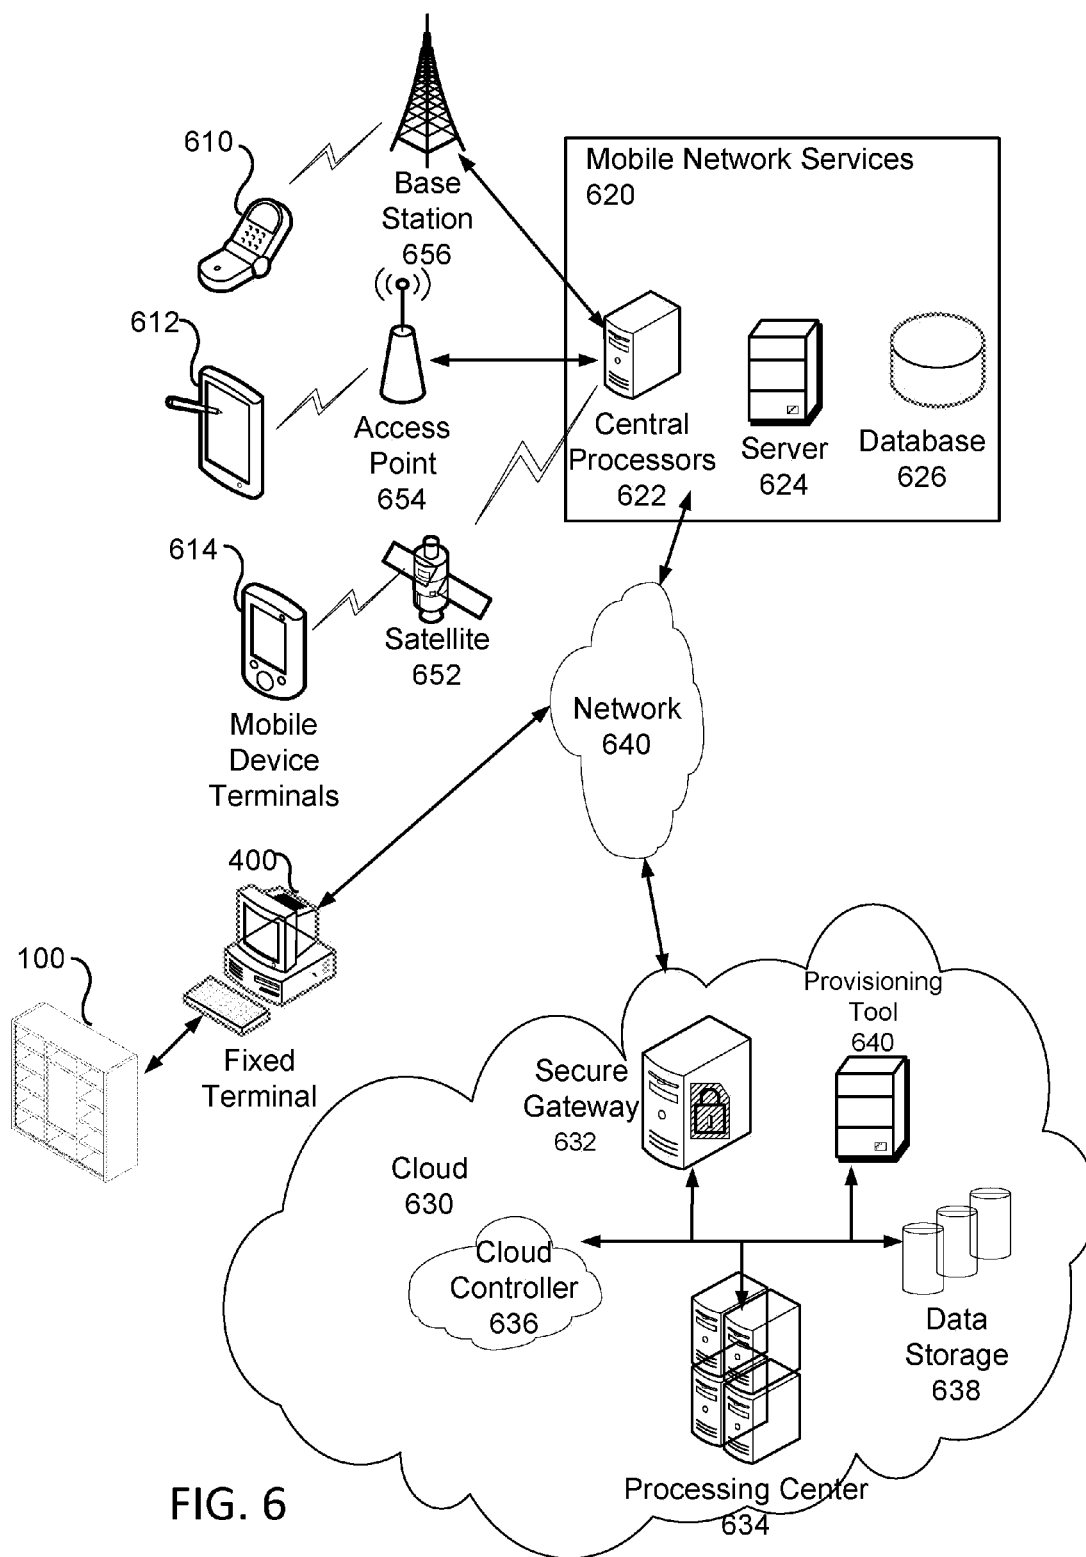 610
Base
Station
656
Mobile Network Services
620
612
Access
Point
654
Central
Processors
622
Server
624
Database
626
614
Satellite
652
Mobile
Device
Terminals
Network
640
400
100
Fixed
Terminal
Provisioning
Tool
640
Secure
Gateway
632
Cloud
630
Cloud
Controller
636
Data
Storage
638
Processing Center
634
FIG. 6